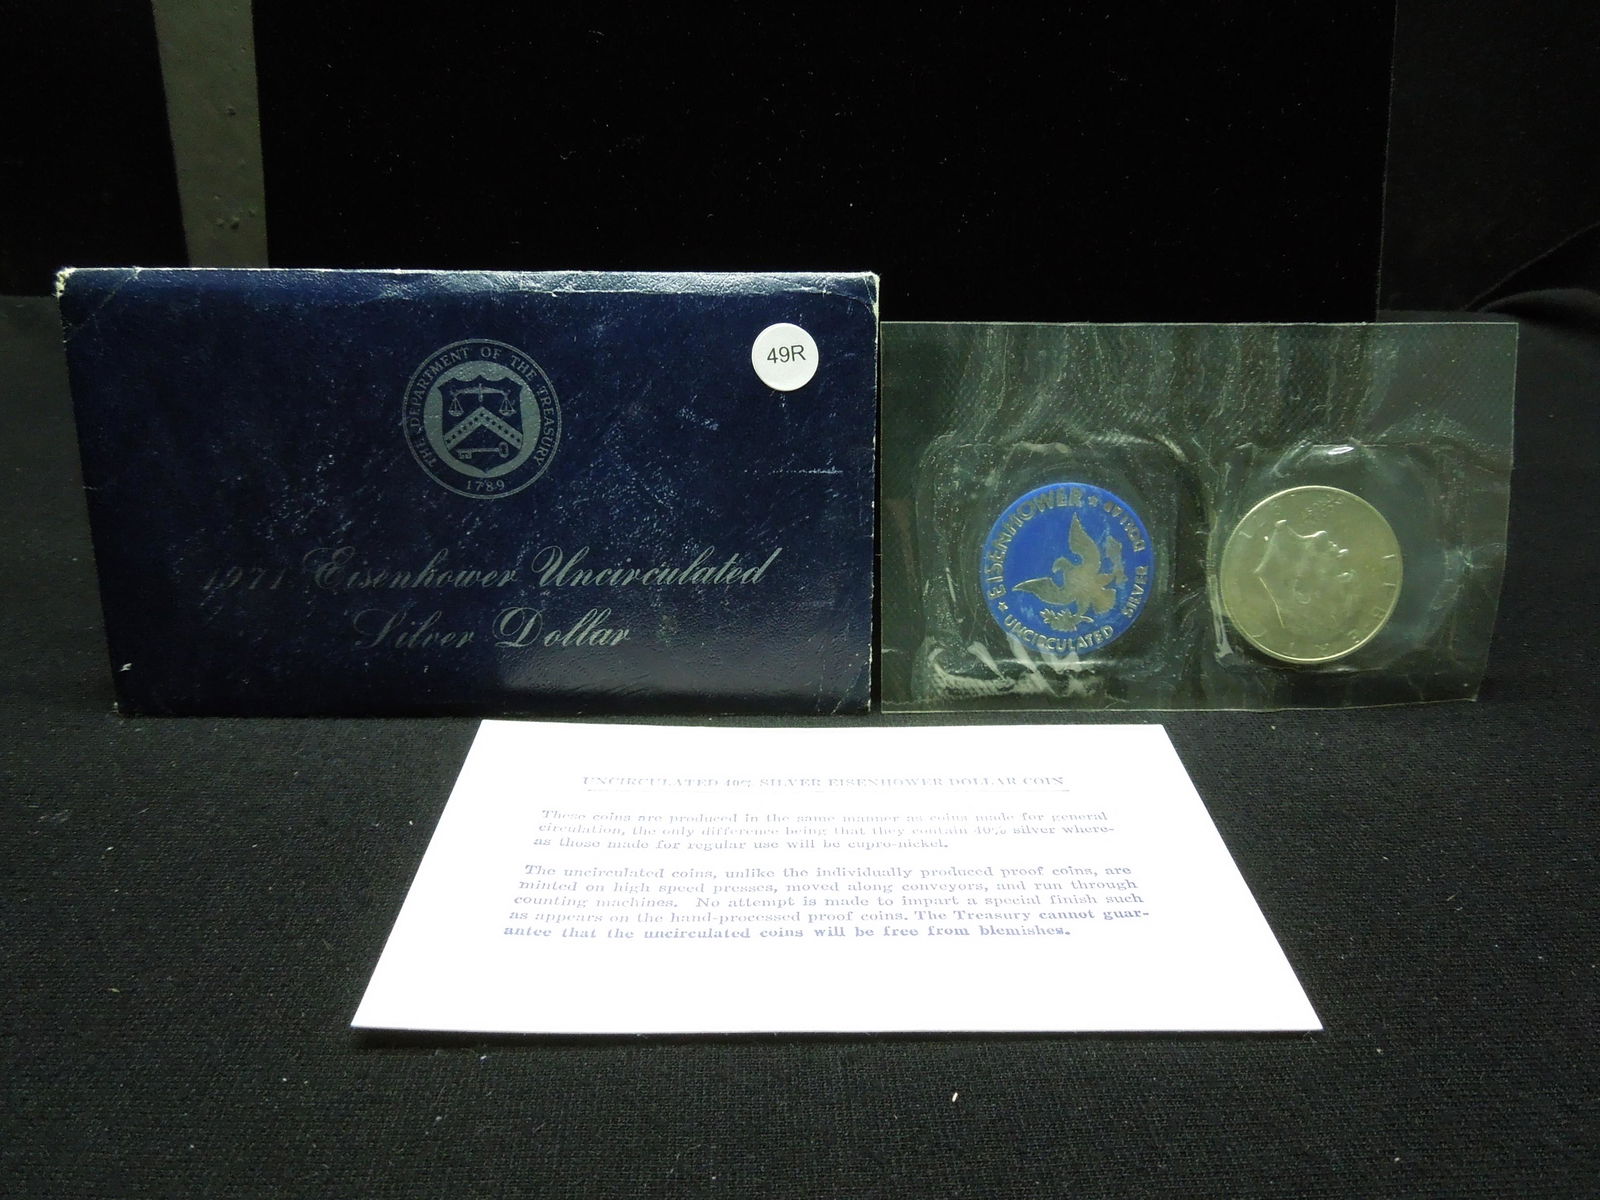 49R
THE DEPARTMENT OF THE TREASURY
1789
1971 Eisenhower Uncirculated
Silver Dollar
EISENHOWER ★ DOLLAR
★ UNCIRCULATED SILVER
LIBERTY
UNCIRCULATED 40% SILVER EISENHOWER DOLLAR COIN
These coins are produced in the same manner as coins made for general
circulation, the only difference being that they contain 40% silver where-
as those made for regular use will be cupro-nickel.
The uncirculated coins, unlike the individually produced proof coins, are
minted on high speed presses, moved along conveyors, and run through
counting machines. No attempt is made to impart a special finish such
as appears on the hand-processed proof coins. The Treasury cannot guar-
antee that the uncirculated coins will be free from blemishes.